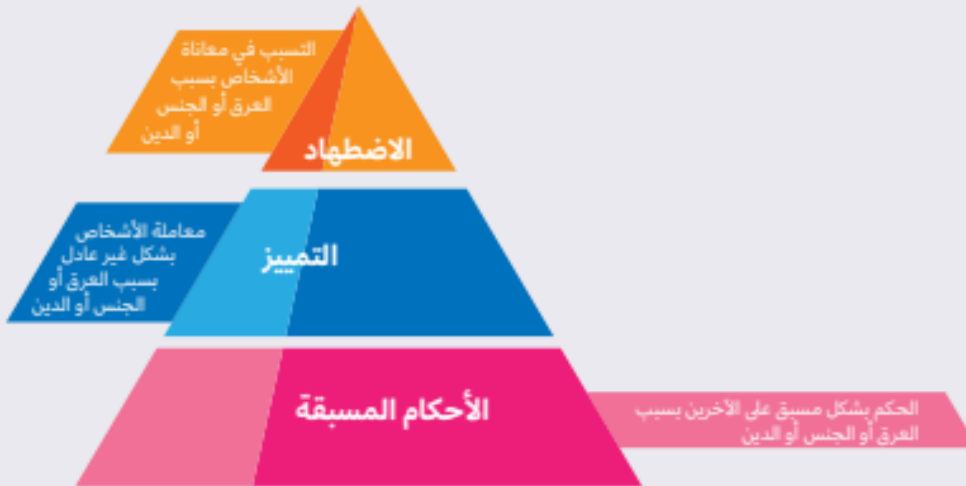 التسبب في معاناة
الأشخاص بسبب
العرق أو الجنس
أو الدين
الاضطهاد
معاملة الأشخاص
بشكل غير عادل
بسبب العرق أو
الجنس أو الدين
التمييز
الأحكام المسبقة
الحكم بشكل مسبق على الآخرين بسبب
العرق أو الجنس أو الدين